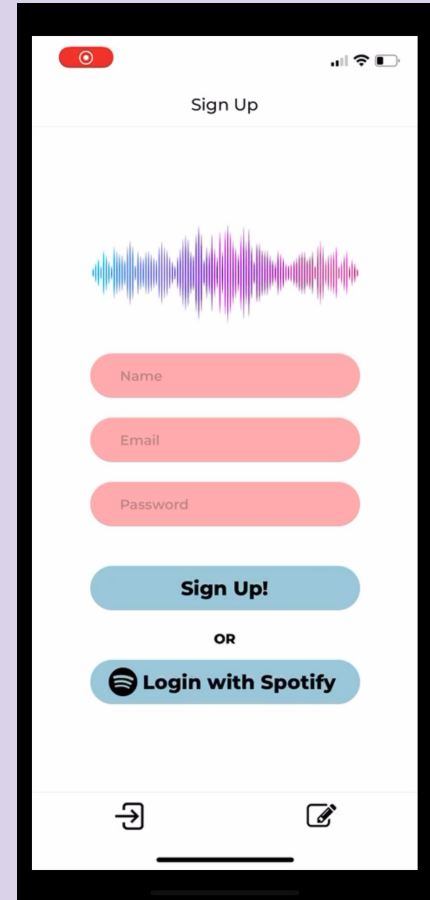 Sign Up
Name
Email
Password
Sign Up!
OR
Login with Spotify